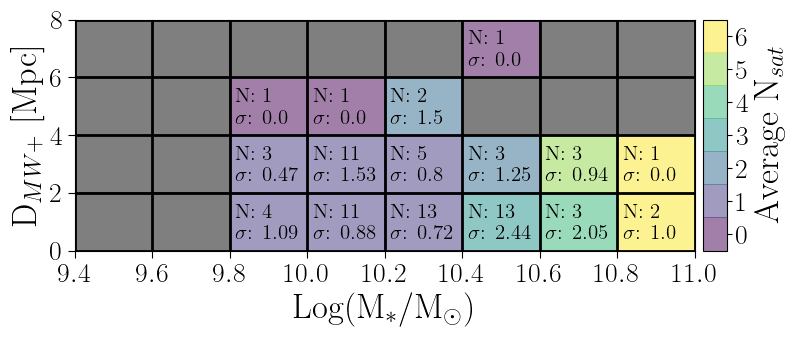 8
N: 1
σ: 0.0
6
N: 1
σ: 0.0
N: 1
σ: 0.0
N: 2
σ: 1.5
4
N: 3
σ: 0.47
N: 11
σ: 1.53
N: 5
σ: 0.8
N: 3
σ: 1.25
N: 3
σ: 0.94
N: 1
σ: 0.0
2
N: 4
σ: 1.09
N: 11
σ: 0.88
N: 13
σ: 0.72
N: 13
σ: 2.44
N: 3
σ: 2.05
N: 2
σ: 1.0
0
D_{MW+} [Mpc]
9.4 9.6 9.8 10.0 10.2 10.4 10.6 10.8 11.0
Log(M_*/M_⊙)
6
5
4
3
2
1
0
Average N_{sat}